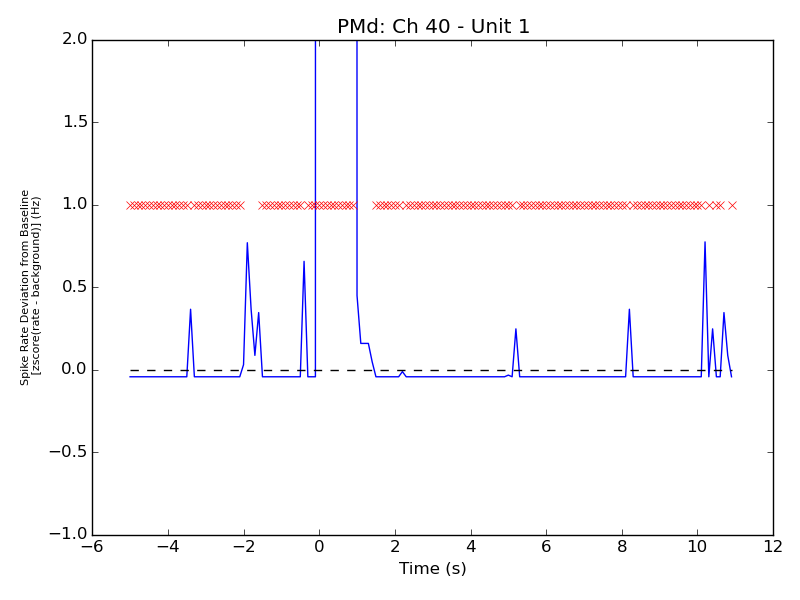 PMd: Ch 40 - Unit 1
2.0
1.5
1.0
0.5
0.0
−0.5
−1.0
Spike Rate Deviation from Baseline
[zscore(rate - background)] (Hz)
−6 −4 −2 0 2 4 6 8 10 12
Time (s)